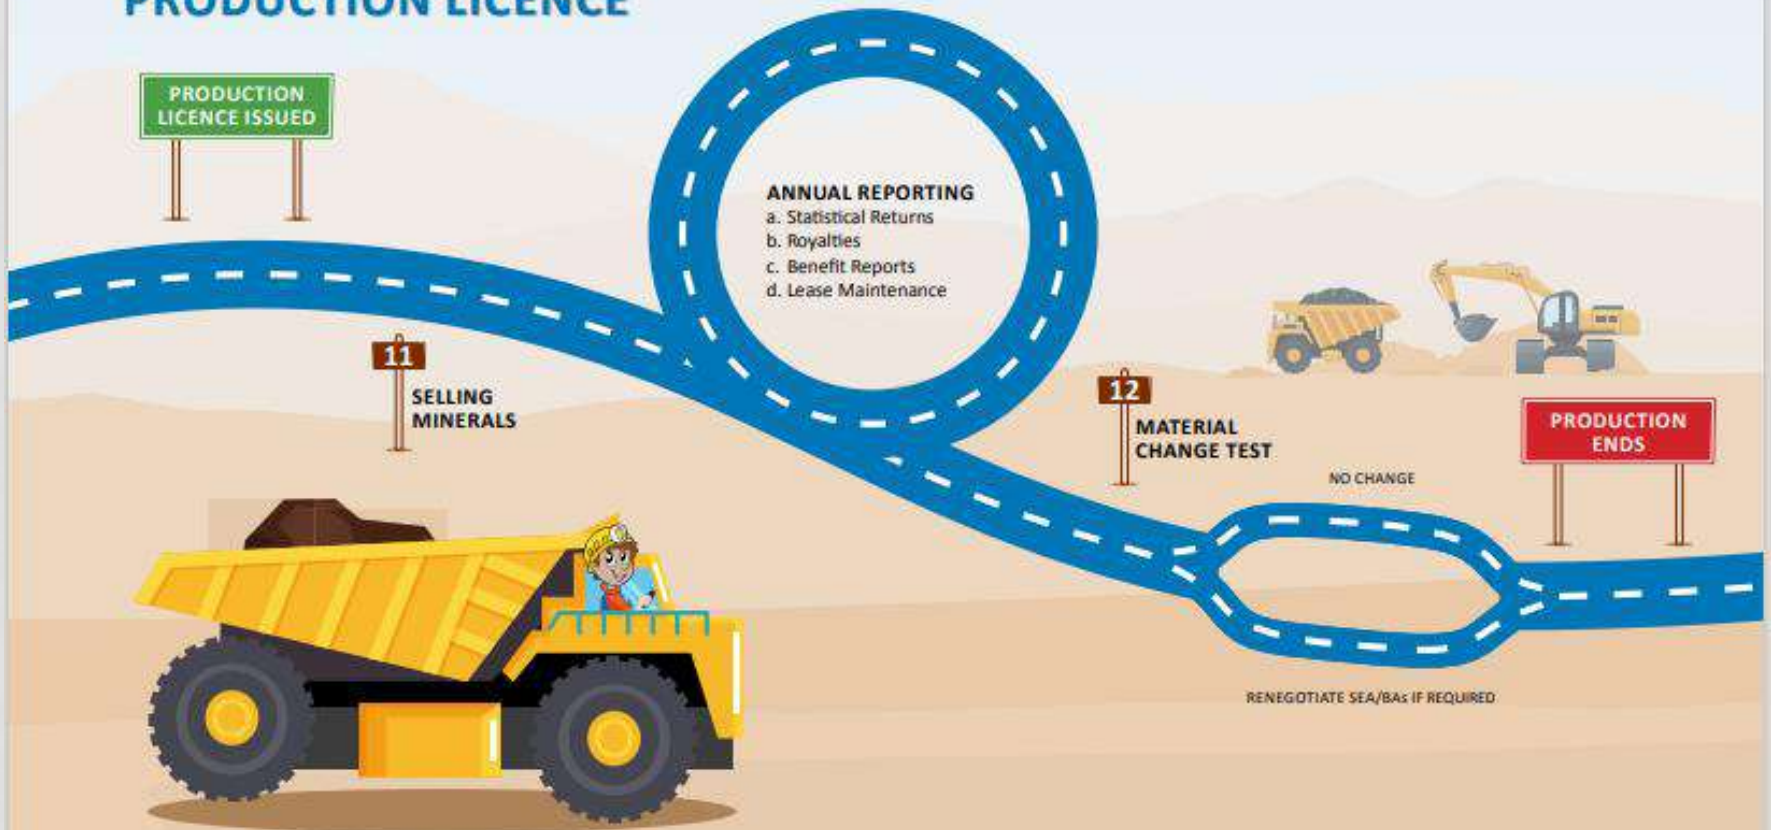 PRODUCTION LICENCE
PRODUCTION
LICENCE ISSUED
ANNUAL REPORTING
a. Statistical Returns
b. Royalties
c. Benefit Reports
d. Lease Maintenance
11
SELLING
MINERALS
12
MATERIAL
CHANGE TEST
PRODUCTION
ENDS
NO CHANGE
RENEGOTIATE SEA/BAs IF REQUIRED